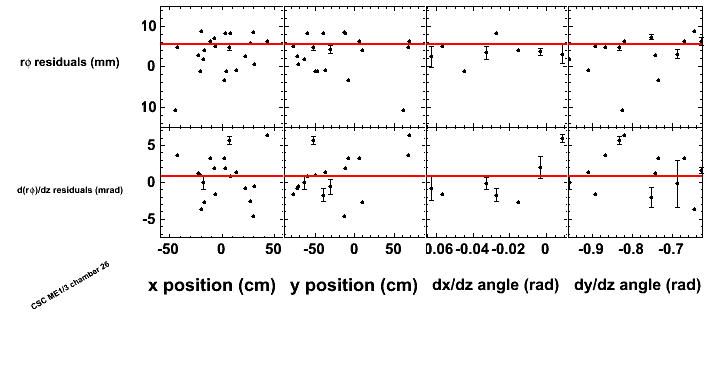 10
rφ residuals (mm)
0
10
5
d(rφ)/dz residuals (mrad)
0
-5
-50 0 50 -50 0 50 0.06 -0.04 -0.02 0 -0.9 -0.8 -0.7
x position (cm) y position (cm) dx/dz angle (rad) dy/dz angle (rad)
CSC ME1/3 chamber 26